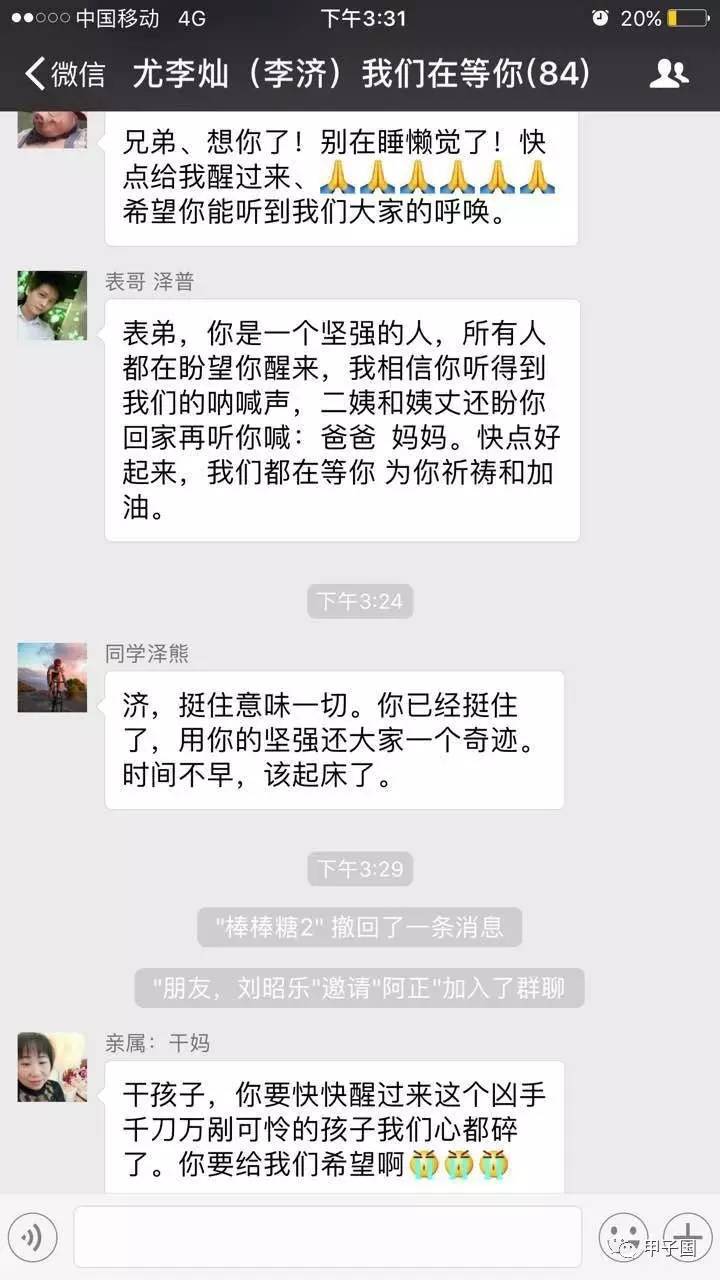 中国移动 4G 下午3:31 20%
微信 尤李灿（李济）我们在等你(84)
兄弟、想你了！别在睡懒觉了！快
点给我醒过来、🙏🙏🙏🙏🙏🙏
希望你能听到我们大家的呼唤。
表哥 泽普
表弟，你是一个坚强的人，所有人
都在盼望你醒来，我相信你听得到
我们的呐喊声，二姨和姨丈还盼你
回家再听你喊：爸爸 妈妈。快点好
起来，我们都在等你 为你祈祷和加
油。
下午3:24
同学泽熊
济，挺住意味一切。你已经挺住
了，用你的坚强还大家一个奇迹。
时间不早，该起床了。
下午3:29
"棒棒糖2" 撤回了一条消息
"朋友，刘昭乐"邀请"阿正"加入了群聊
亲属：干妈
干孩子，你要快快醒过来这个凶手
千刀万剐可怜的孩子我们心都碎
了。你要给我们希望啊😭😭😭
甲子国